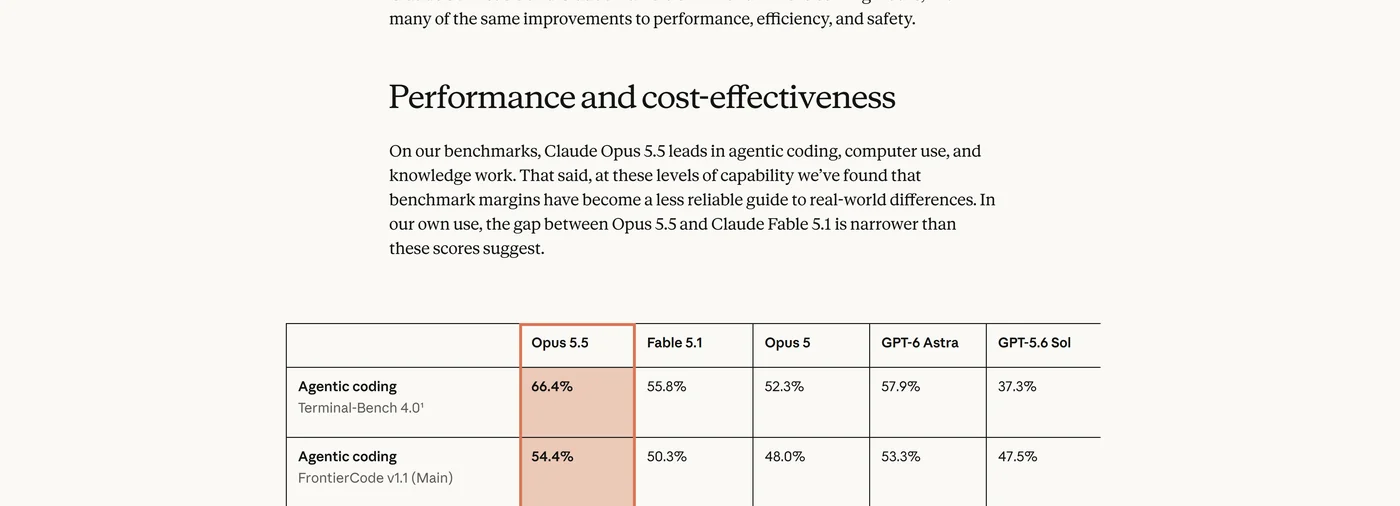 many of the same improvements to performance, efficiency, and safety.
Performance and cost-effectiveness
On our benchmarks, Claude Opus 5.5 leads in agentic coding, computer use, and
knowledge work. That said, at these levels of capability we’ve found that
benchmark margins have become a less reliable guide to real-world differences. In
our own use, the gap between Opus 5.5 and Claude Fable 5.1 is narrower than
these scores suggest.
Opus 5.5 Fable 5.1 Opus 5 GPT-6 Astra GPT-5.6 Sol
Agentic coding 66.4% 55.8% 52.3% 57.9% 37.3%
Terminal-Bench 4.0¹
Agentic coding 54.4% 50.3% 48.0% 53.3% 47.5%
FrontierCode v1.1 (Main)